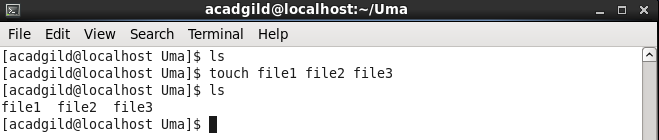 acadgild@localhost:~/Uma
File Edit View Search Terminal Help
[acadgild@localhost Uma]$ ls
[acadgild@localhost Uma]$ touch file1 file2 file3
[acadgild@localhost Uma]$ ls
file1  file2  file3
[acadgild@localhost Uma]$